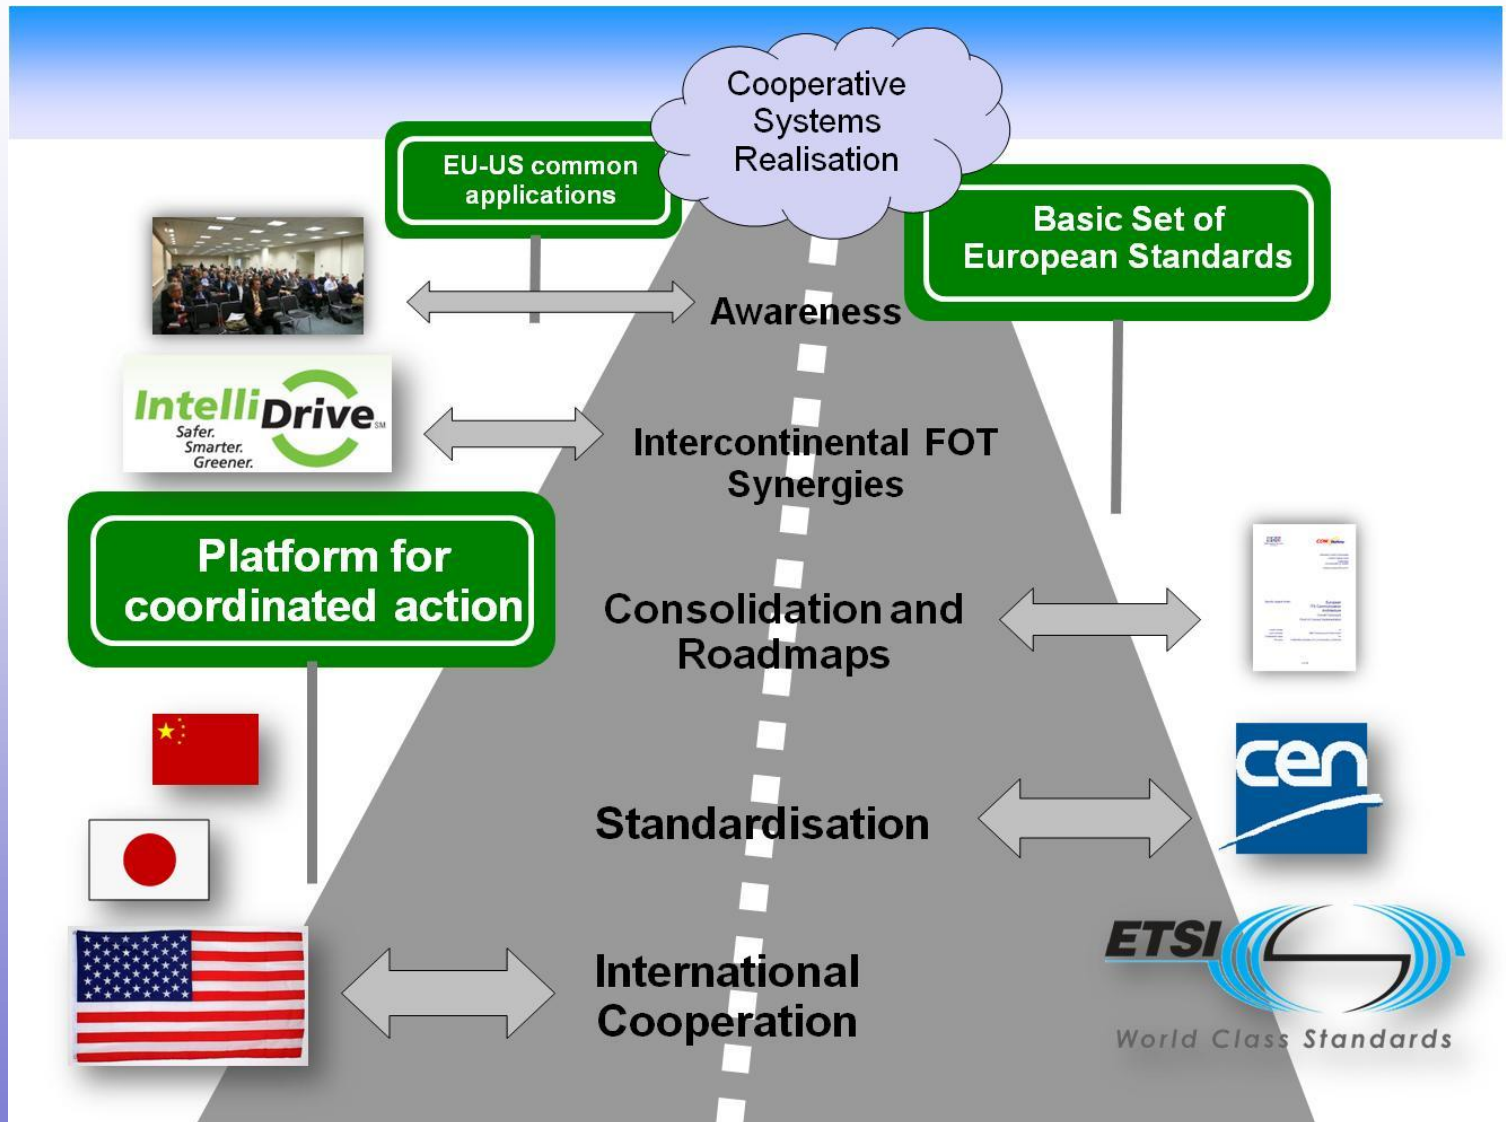 Cooperative
Systems
Realisation
EU-US common
applications
Basic Set of
European Standards
Awareness
IntelliDrive SM
Safer.
Smarter.
Greener.
Intercontinental FOT
Synergies
Platform for
coordinated action
Consolidation and
Roadmaps
Standardisation
cen
International
Cooperation
ETSI
World Class Standards